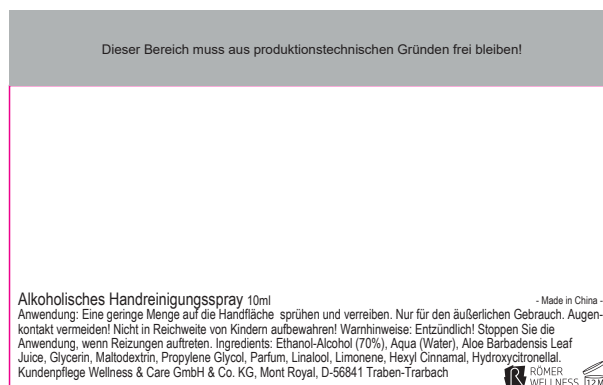 Dieser Bereich muss aus produktionstechnischen Gründen frei bleiben!
Alkoholisches Handreinigungsspray 10ml
- Made in China -
Anwendung: Eine geringe Menge auf die Handfläche sprühen und verreiben. Nur für den äußerlichen Gebrauch. Augen-
kontakt vermeiden! Nicht in Reichweite von Kindern aufbewahren! Warnhinweise: Entzündlich! Stoppen Sie die
Anwendung, wenn Reizungen auftreten. Ingredients: Ethanol-Alcohol (70%), Aqua (Water), Aloe Barbadensis Leaf
Juice, Glycerin, Maltodextrin, Propylene Glycol, Parfum, Linalool, Limonene, Hexyl Cinnamal, Hydroxycitronellal.
Kundenpflege Wellness & Care GmbH & Co. KG, Mont Royal, D-56841 Traben-Trarbach
R RÖMER
WELLNESS
12M